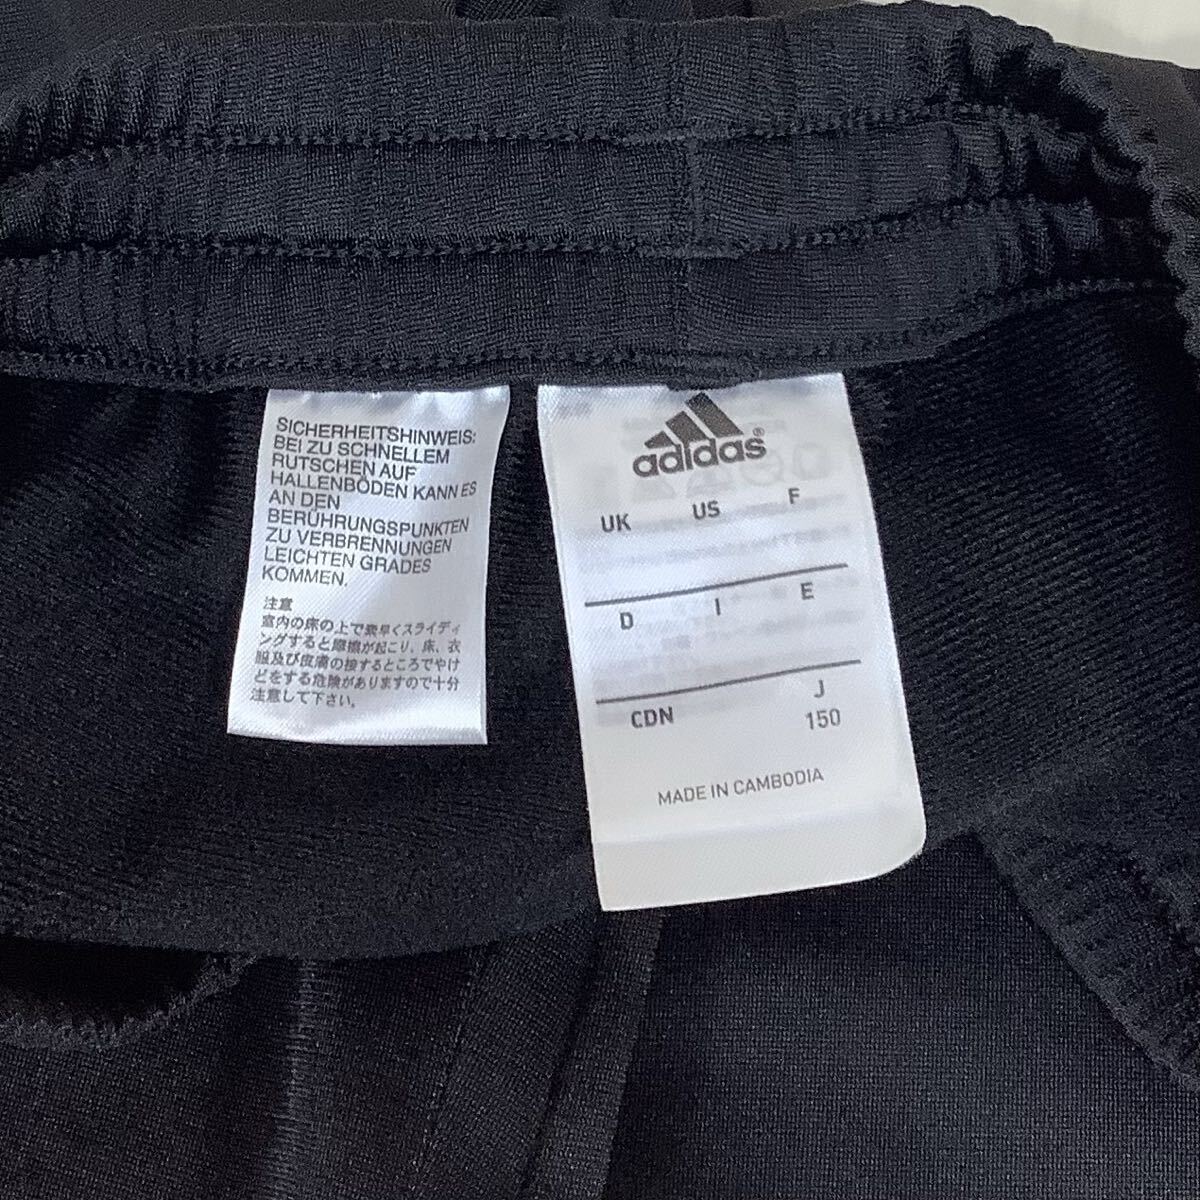 SICHERHEITSHINWEIS:
BEI ZU SCHNELLEM
RUTSCHEN AUF
HALLENBÖDEN KANN ES
AN DEN
BERÜHRUNGSPUNKTEN
ZU VERBRENNUNGEN
LEICHTEN GRADES
KOMMEN.
注意
室内の床の上で素早くスライディ
ングすると摩擦が起こり、床、衣
服及び皮膚の接するところでやけ
どをする危険がありますので十分
注意して下さい。
adidas®
UK US F
D I E
CDN J
150
MADE IN CAMBODIA